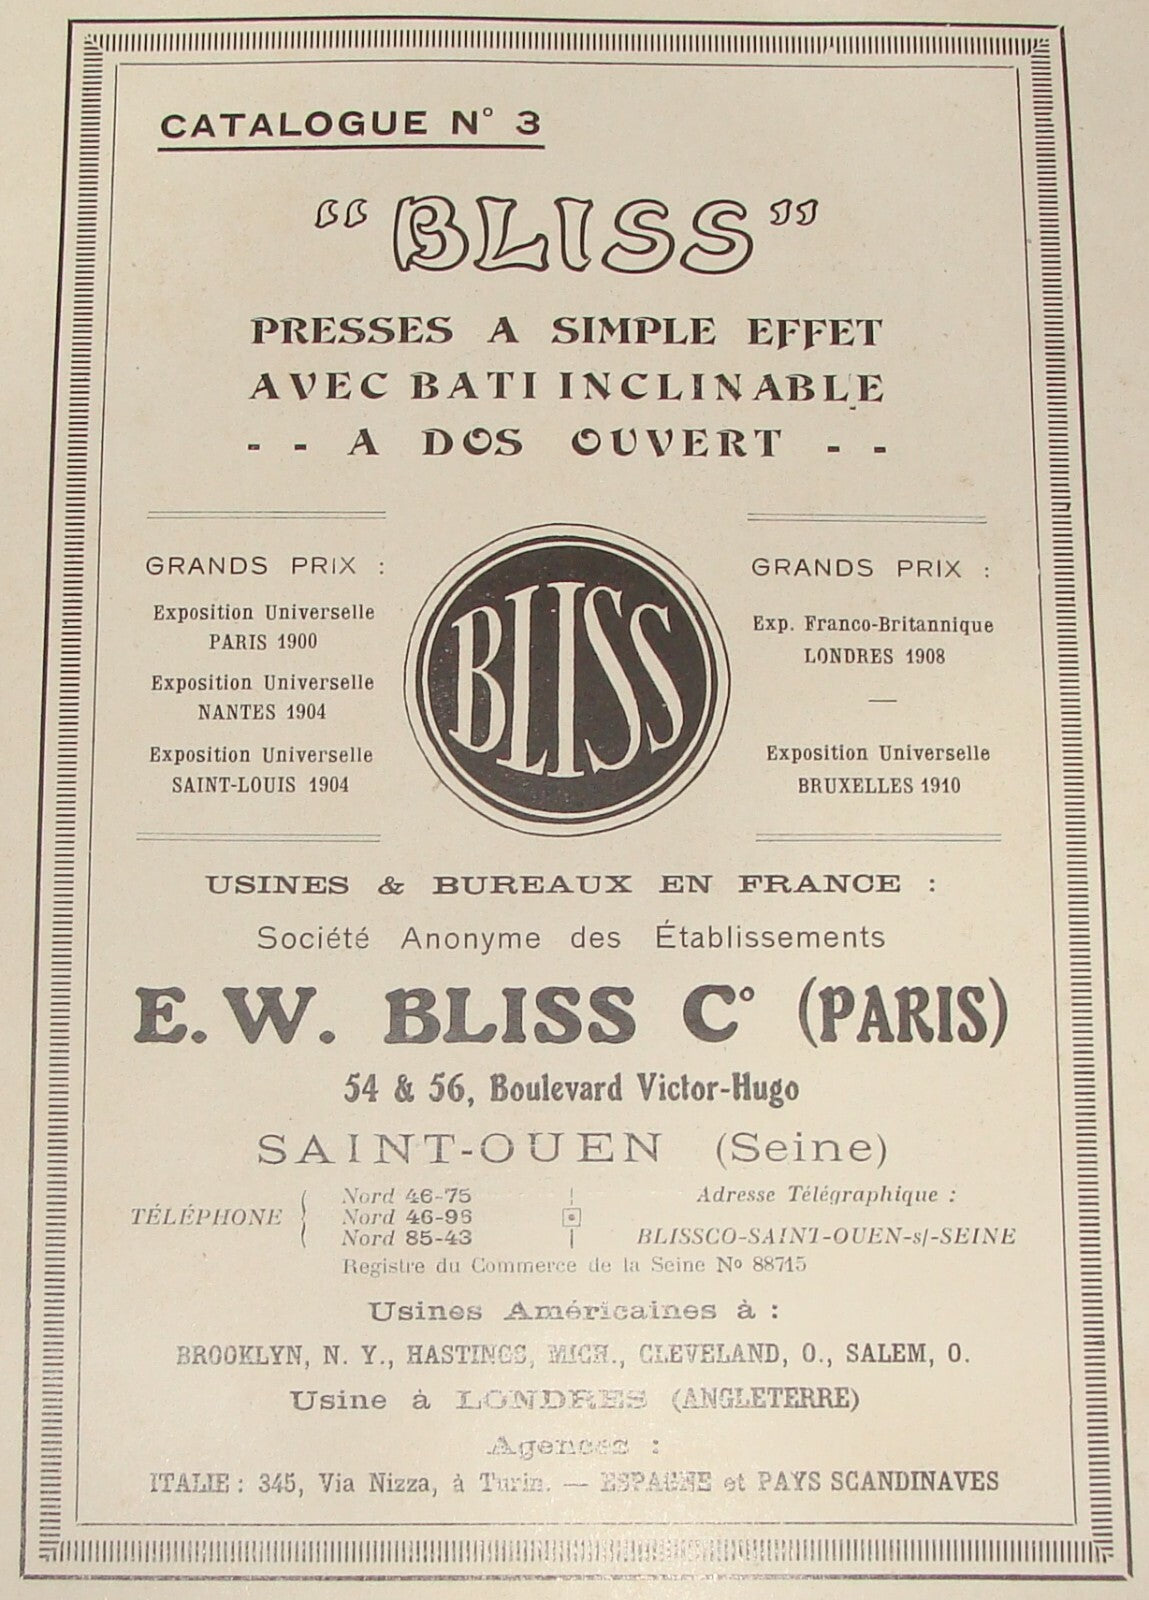 CATALOGUE N° 3
"BLISS"
PRESSES A SIMPLE EFFET
AVEC BATI INCLINABLE
- - A DOS OUVERT - -
GRANDS PRIX :
Exposition Universelle
PARIS 1900
Exposition Universelle
NANTES 1904
Exposition Universelle
SAINT-LOUIS 1904
BLISS
GRANDS PRIX :
Exp. Franco-Britannique
LONDRES 1908
—
Exposition Universelle
BRUXELLES 1910
USINES & BUREAUX EN FRANCE :
Société Anonyme des Établissements
E. W. BLISS C° (PARIS)
54 & 56, Boulevard Victor-Hugo
SAINT-OUEN (Seine)
TÉLÉPHONE
Nord 46-75
Nord 46-96
Nord 85-43
Adresse Télégraphique :
BLISSCO-SAINT-OUEN-s/-SEINE
Registre du Commerce de la Seine No 88715
Usines Américaines à :
BROOKLYN, N. Y., HASTINGS, MICH., CLEVELAND, O., SALEM, O.
Usine à LONDRES (ANGLETERRE)
Agences :
ITALIE : 345, Via Nizza, à Turin. — ESPAGNE et PAYS SCANDINAVES